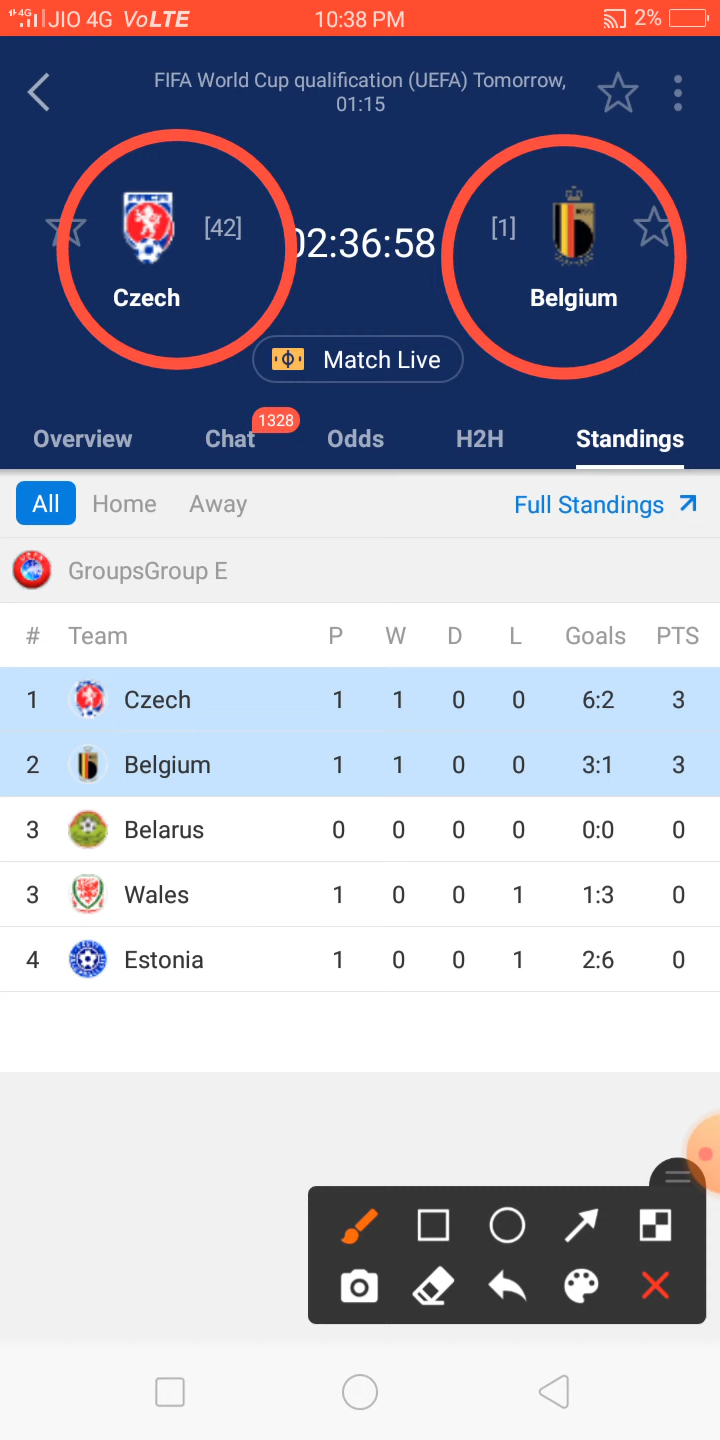 4G JIO 4G VoLTE 10:38 PM 2%
FIFA World Cup qualification (UEFA) Tomorrow,
01:15
[42] 02:36:58 [1]
Czech Belgium
Match Live
1328
Overview Chat Odds H2H Standings
All Home Away Full Standings
GroupsGroup E
# Team P W D L Goals PTS
1 Czech 1 1 0 0 6:2 3
2 Belgium 1 1 0 0 3:1 3
3 Belarus 0 0 0 0 0:0 0
3 Wales 1 0 0 1 1:3 0
4 Estonia 1 0 0 1 2:6 0